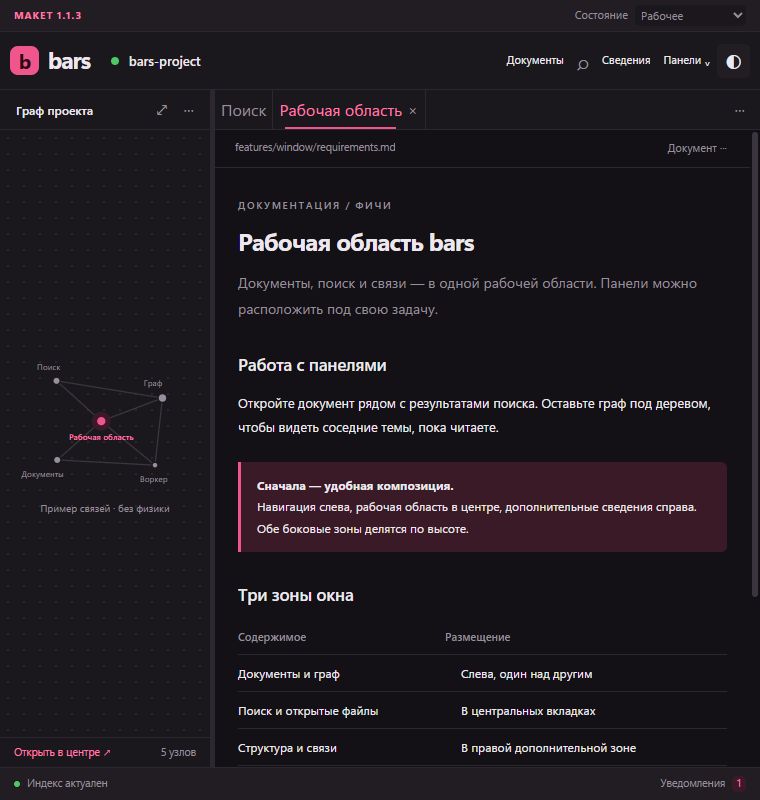 МАКЕТ 1.1.3
Состояние Рабочее
b bars bars-project
Документы Сведения Панели
Граф проекта
Поиск Рабочая область ×
features/window/requirements.md
Документ ···
ДОКУМЕНТАЦИЯ / ФИЧИ
Рабочая область bars
Документы, поиск и связи — в одной рабочей области. Панели можно
расположить под свою задачу.
Работа с панелями
Откройте документ рядом с результатами поиска. Оставьте граф под деревом,
чтобы видеть соседние темы, пока читаете.
Сначала — удобная композиция.
Навигация слева, рабочая область в центре, дополнительные сведения справа.
Обе боковые зоны делятся по высоте.
Три зоны окна
Содержимое Размещение
Документы и граф Слева, один над другим
Поиск и открытые файлы В центральных вкладках
Структура и связи В правой дополнительной зоне
Поиск
Граф
Рабочая область
Документы
Воркер
Пример связей · без физики
Открыть в центре ↗ 5 узлов
Индекс актуален
Уведомления 1